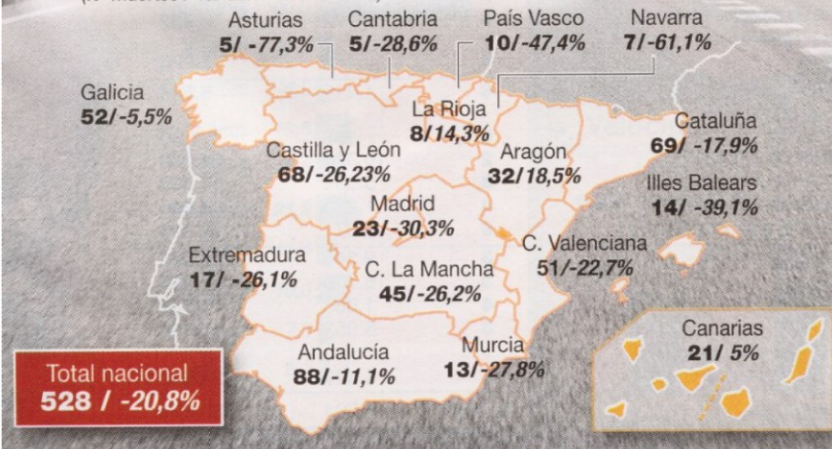 Asturias
5/ -77,3%
Cantabria
5/-28,6%
País Vasco
10/-47,4%
Navarra
7/-61,1%
Galicia
52/-5,5%
La Rioja
8/14,3%
Cataluña
69/ -17,9%
Castilla y León
68/-26,23%
Aragón
32/18,5%
Illes Balears
14/ -39,1%
Madrid
23/-30,3%
Extremadura
17/ -26,1%
C. La Mancha
45/-26,2%
C. Valenciana
51/-22,7%
Andalucía
88/-11,1%
Murcia
13/-27,8%
Canarias
21/ 5%
Total nacional
528 / -20,8%